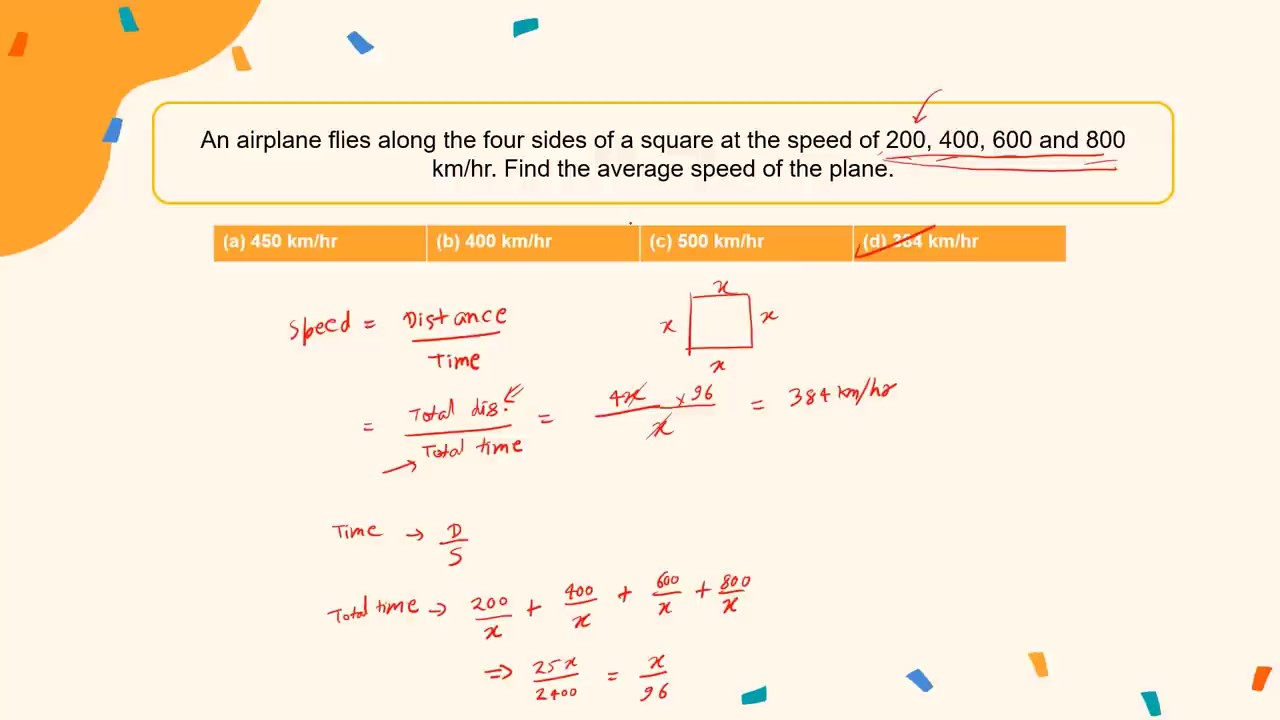 An airplane flies along the four sides of a square at the speed of 200, 400, 600 and 800
km/hr. Find the average speed of the plane.
(a) 450 km/hr (b) 400 km/hr (c) 500 km/hr (d) 384 km/hr
x
Speed = Distance / Time
x x
x
= Total dis. / Total time = 4x × 96 / x = 384 km/hr
Time → D / S
Total time → 200/x + 400/x + 600/x + 800/x
⇒ 25x/2400 = x/96